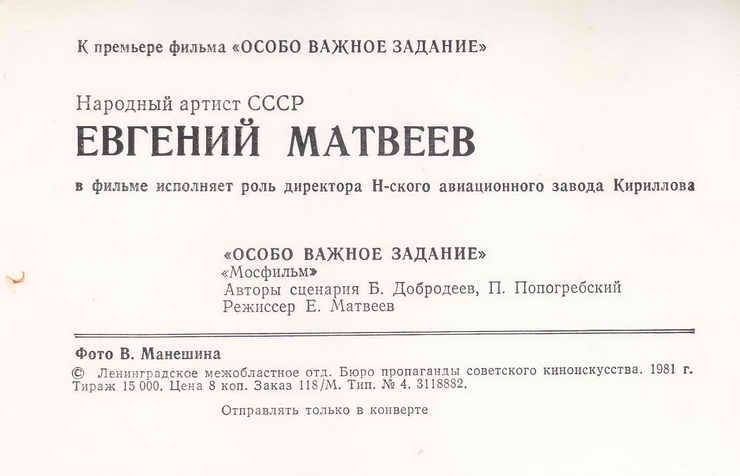 К премьере фильма «ОСОБО ВАЖНОЕ ЗАДАНИЕ»
Народный артист СССР
ЕВГЕНИЙ МАТВЕЕВ
в фильме исполняет роль директора Н-ского авиационного завода Кириллова
«ОСОБО ВАЖНОЕ ЗАДАНИЕ»
«Мосфильм»
Авторы сценария Б. Добродеев, П. Попогребский
Режиссер Е. Матвеев
Фото В. Манешина
© Ленинградское межобластное отд. Бюро пропаганды советского киноискусства. 1981 г.
Тираж 15 000. Цена 8 коп. Заказ 118/М. Тип. № 4. 3118882.
Отправлять только в конверте